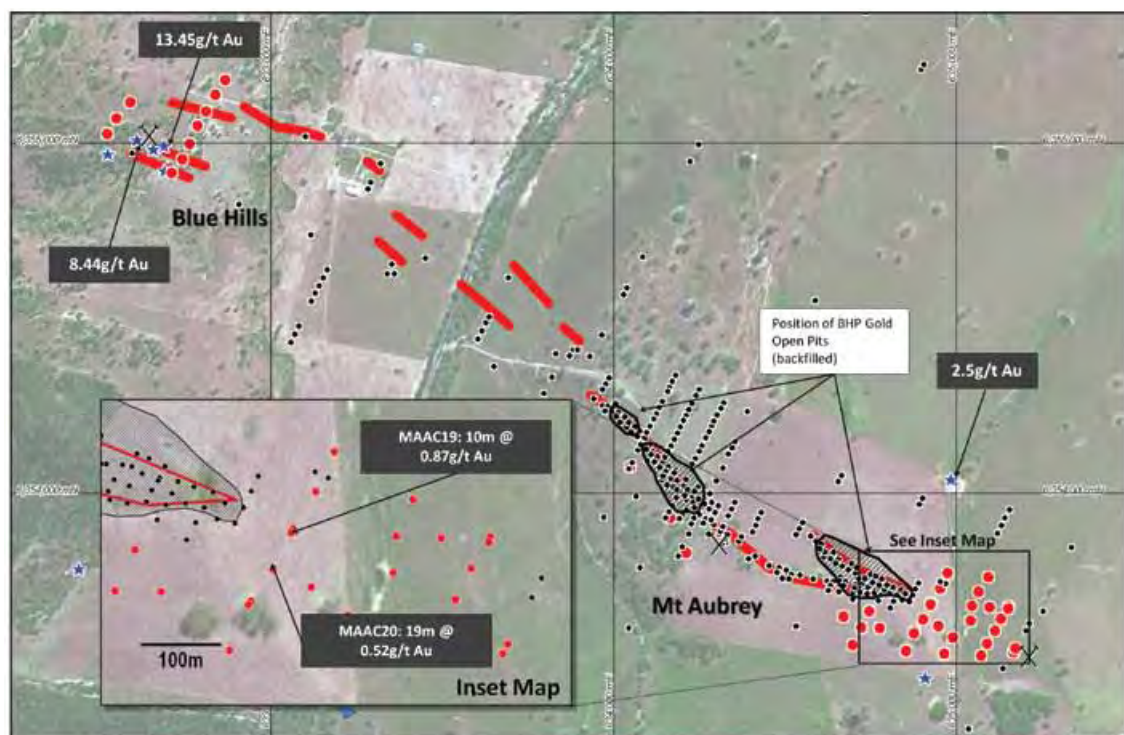 13.45g/t Au
Blue Hills
8.44g/t Au
Position of BHP Gold
Open Pits
(backfilled)
2.5g/t Au
MAAC19: 10m @
0.87g/t Au
See Inset Map
Mt Aubrey
MAAC20: 19m @
0.52g/t Au
100m
Inset Map